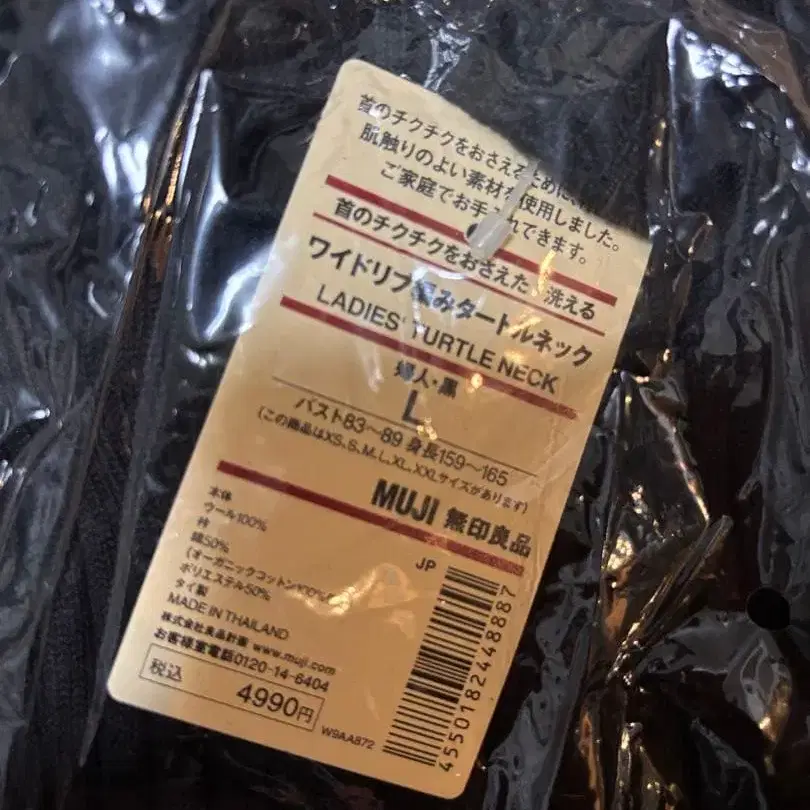 首のチクチクをおさえるために、
肌触りのよい素材を使用しました。
ご家庭でお手入れできます。
首のチクチクをおさえた 洗える
ワイドリブ編みタートルネック
LADIES' TURTLE NECK
婦人・黒
L
バスト83〜89 身長159〜165
(この商品はXS、S、M、L、XL、XXLサイズがあります)
MUJI 無印良品
本体
ウール100%
衿
綿50%
(オーガニックコットン100%
ポリエステル50%
タイ製
MADE IN THAILAND
株式会社良品計画 www.muji.com
お客様室電話0120-14-6404
税込 4990円
W9AA872
JP
4550182448887